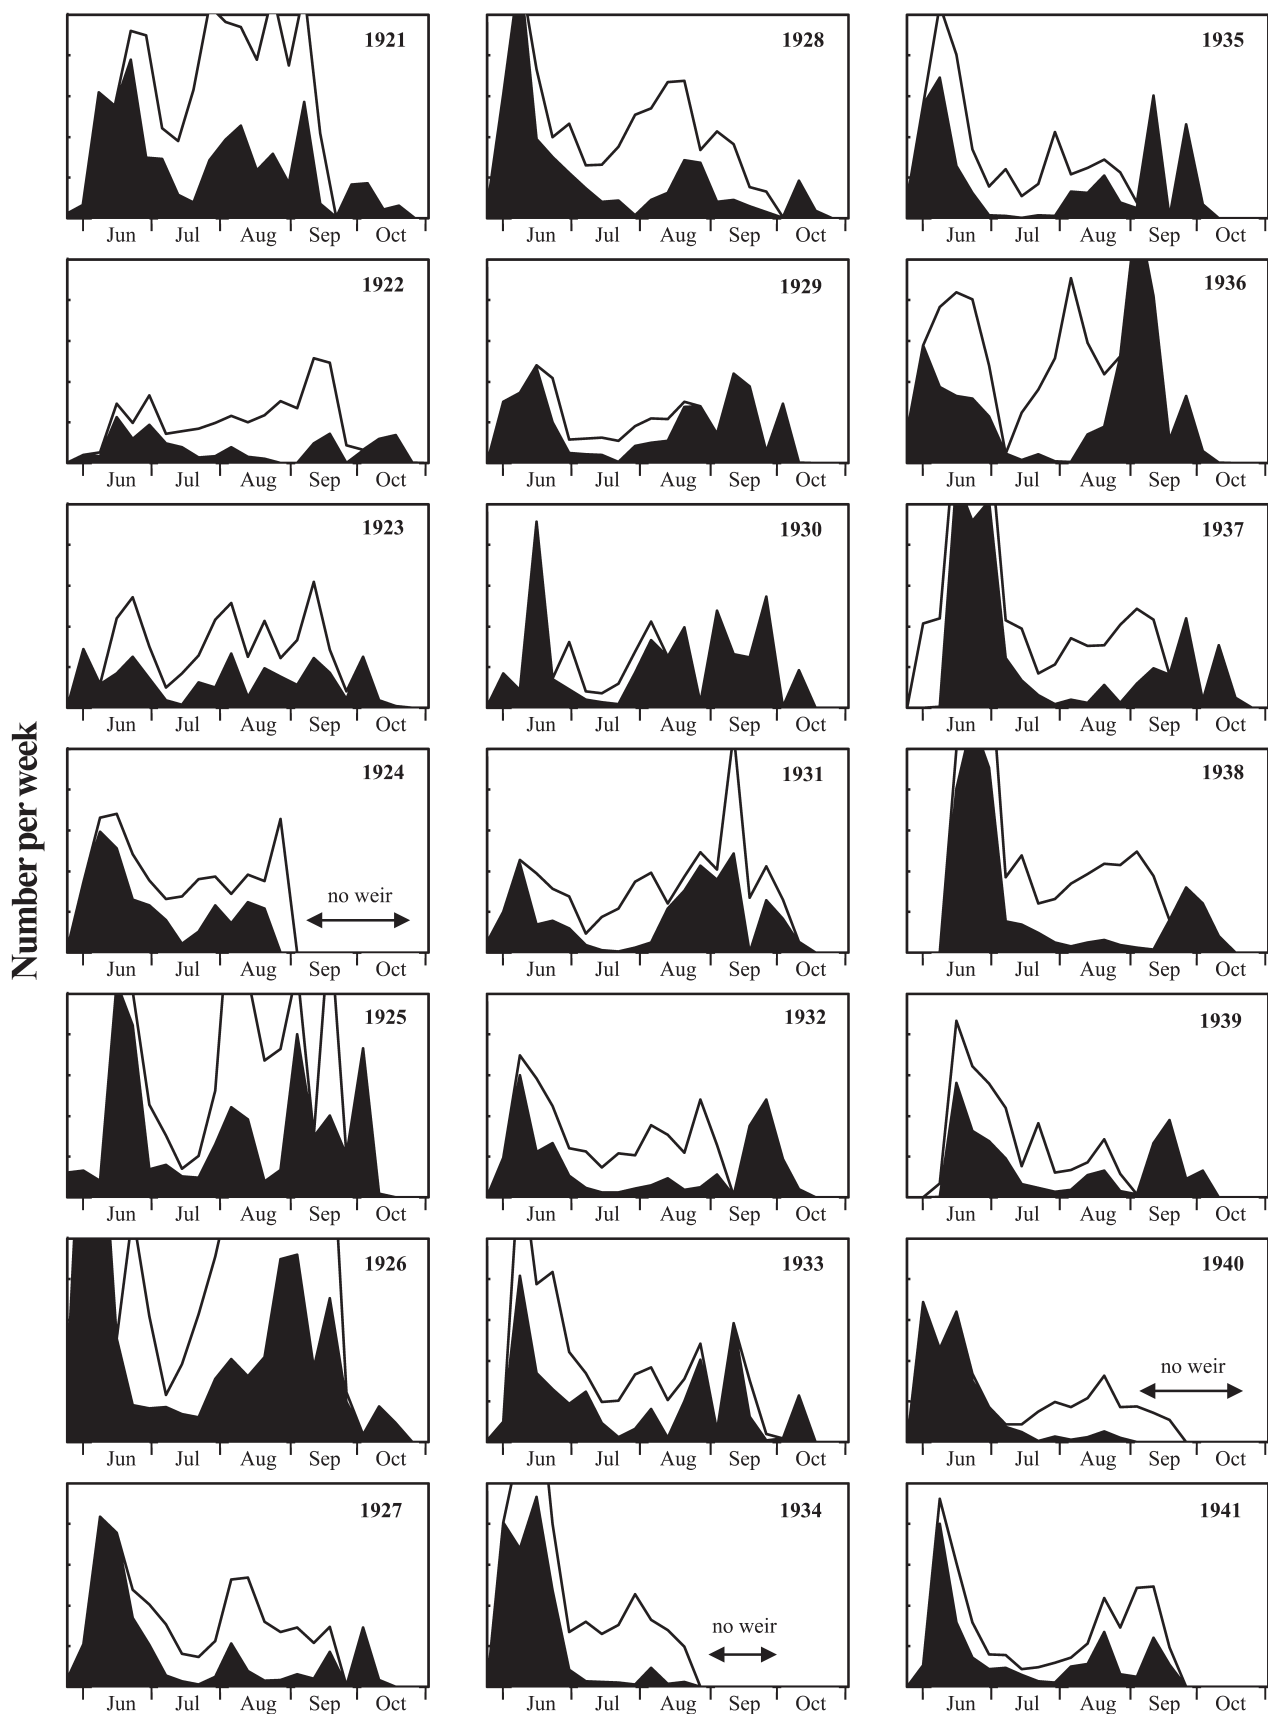 Number per week
1921
Jun Jul Aug Sep Oct
1928
Jun Jul Aug Sep Oct
1935
Jun Jul Aug Sep Oct
1922
Jun Jul Aug Sep Oct
1929
Jun Jul Aug Sep Oct
1936
Jun Jul Aug Sep Oct
1923
Jun Jul Aug Sep Oct
1930
Jun Jul Aug Sep Oct
1937
Jun Jul Aug Sep Oct
1924
no weir
Jun Jul Aug Sep Oct
1931
Jun Jul Aug Sep Oct
1938
Jun Jul Aug Sep Oct
1925
Jun Jul Aug Sep Oct
1932
Jun Jul Aug Sep Oct
1939
Jun Jul Aug Sep Oct
1926
Jun Jul Aug Sep Oct
1933
Jun Jul Aug Sep Oct
1940
no weir
Jun Jul Aug Sep Oct
1927
Jun Jul Aug Sep Oct
1934
no weir
Jun Jul Aug Sep Oct
1941
Jun Jul Aug Sep Oct